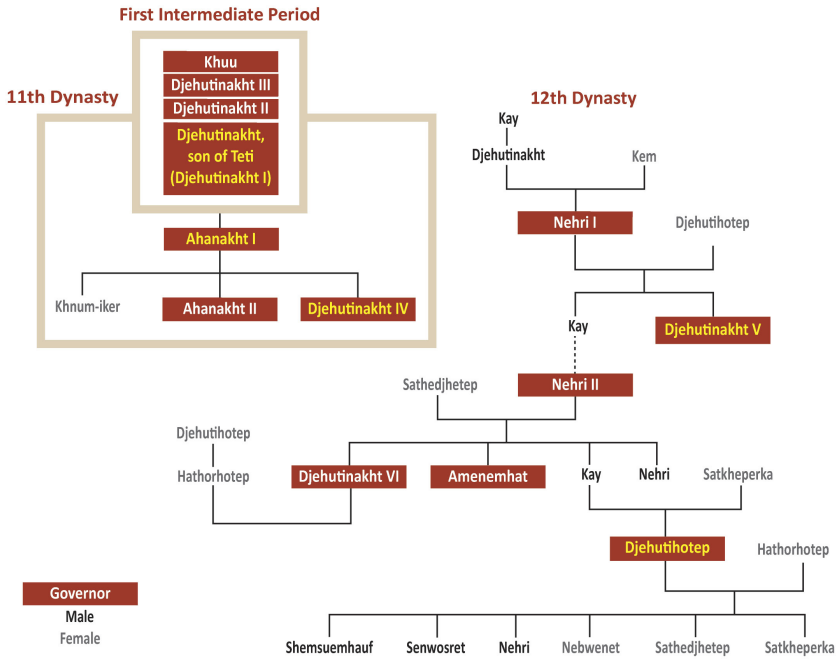 First Intermediate Period
Khuu
Djehutinakht III
Djehutinakht II
Djehutinakht,
son of Teti
(Djehutinakht I)
11th Dynasty
Ahanakht I
Khnum-iker
Ahanakht II
Djehutinakht IV
12th Dynasty
Kay
Djehutinakht
Kem
Nehri I
Djehutihotep
Kay
Djehutinakht V
Sathedjhetep
Nehri II
Djehutihotep
Hathorhotep
Djehutinakht VI
Amenemhat
Kay
Nehri
Satkheperka
Djehutihotep
Hathorhotep
Shemsuemhauf
Senwosret
Nehri
Nebwenet
Sathedjhetep
Satkheperka
Governor
Male
Female